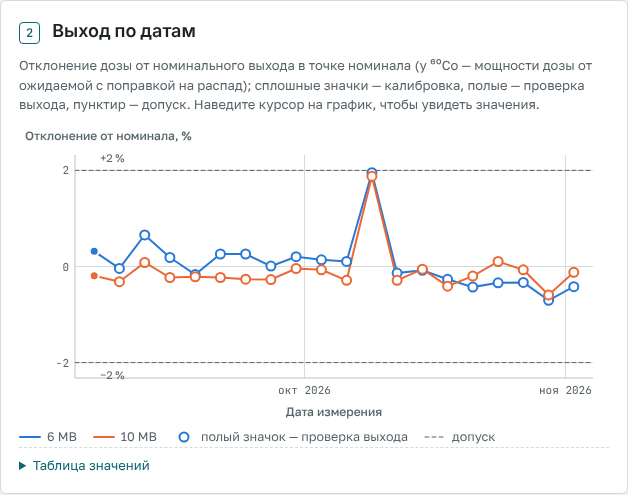 2 Выход по датам
Отклонение дозы от номинального выхода в точке номинала (у ⁶⁰Co — мощности дозы от
ожидаемой с поправкой на распад); сплошные значки — калибровка, полые — проверка
выхода, пунктир — допуск. Наведите курсор на график, чтобы увидеть значения.
Отклонение от номинала, %
+2 %
2
0
-2
−2 %
окт 2026 ноя 2026
Дата измерения
6 МВ 10 МВ полый значок — проверка выхода допуск
Таблица значений